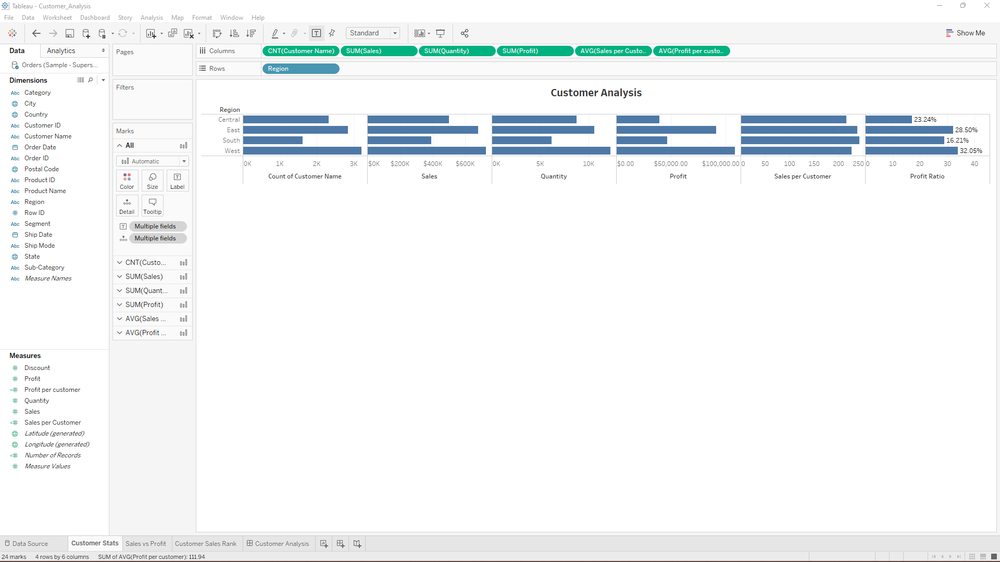 Tableau - Customer_Analysis
File Data Worksheet Dashboard Story Analysis Map Format Window Help
Standard
Show Me
Data Analytics
Orders (Sample - Supers...
Dimensions
Abc Category
City
Country
Abc Customer ID
Abc Customer Name
Order Date
Abc Order ID
Postal Code
Abc Product ID
Abc Product Name
Abc Region
Row ID
Abc Segment
Ship Date
Abc Ship Mode
State
Abc Sub-Category
Abc Measure Names
Measures
Discount
Profit
Profit per customer
Quantity
Sales
Sales per Customer
Latitude (generated)
Longitude (generated)
Number of Records
Measure Values
Pages
Filters
Marks
All
Automatic
Color Size Label
Detail Tooltip
Multiple fields
Multiple fields
CNT(Custo...
SUM(Sales)
SUM(Quant...
SUM(Profit)
AVG(Sales ...
AVG(Profit ...
Columns CNT(Customer Name) SUM(Sales) SUM(Quantity) SUM(Profit) AVG(Sales per Custo.. AVG(Profit per custo..
Rows Region
Customer Analysis
Region
Central 23.24%
East 28.50%
South 16.21%
West 32.05%
0K 1K 2K 3K $0K $200K $400K $600K 0K 5K 10K $0.00 $50,000.00 $100,000.00 0 50 100 150 200 250 0 10 20 30 40
Count of Customer Name Sales Quantity Profit Sales per Customer Profit Ratio
Data Source Customer Stats Sales vs Profit Customer Sales Rank Customer Analysis
24 marks 4 rows by 6 columns SUM of AVG(Profit per customer): 111.94